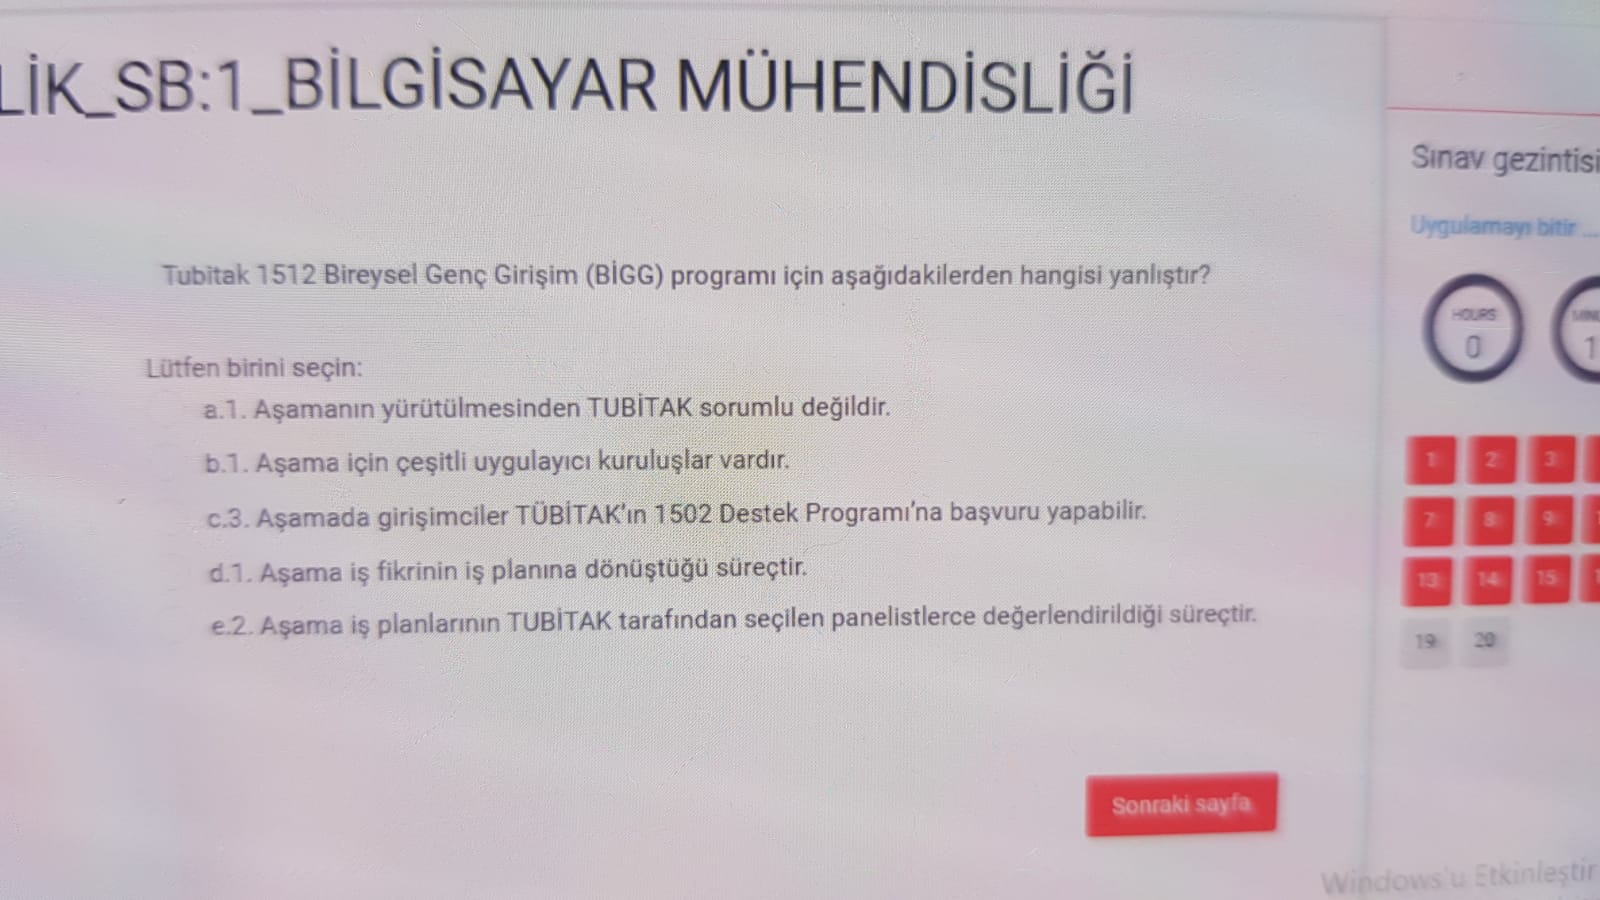 LİK_SB:1_BİLGİSAYAR MÜHENDİSLİĞİ
Tubitak 1512 Bireysel Genç Girişim (BİGG) programı için aşağıdakilerden hangisi yanlıştır?
Lütfen birini seçin:
a.1. Aşamanın yürütülmesinden TUBİTAK sorumlu değildir.
b.1. Aşama için çeşitli uygulayıcı kuruluşlar vardır.
c.3. Aşamada girişimciler TÜBİTAK'ın 1502 Destek Programı'na başvuru yapabilir.
d.1. Aşama iş fikrinin iş planına dönüştüğü süreçtir.
e.2. Aşama iş planlarının TUBİTAK tarafından seçilen panelistlerce değerlendirildiği süreçtir.
Sonraki sayfa
Sınav gezintisi
Uygulamayı bitir ...
HOURS
0
1
1 2 3
7 8 9
13 14 15
19 20
Windows'u Etkinleştir